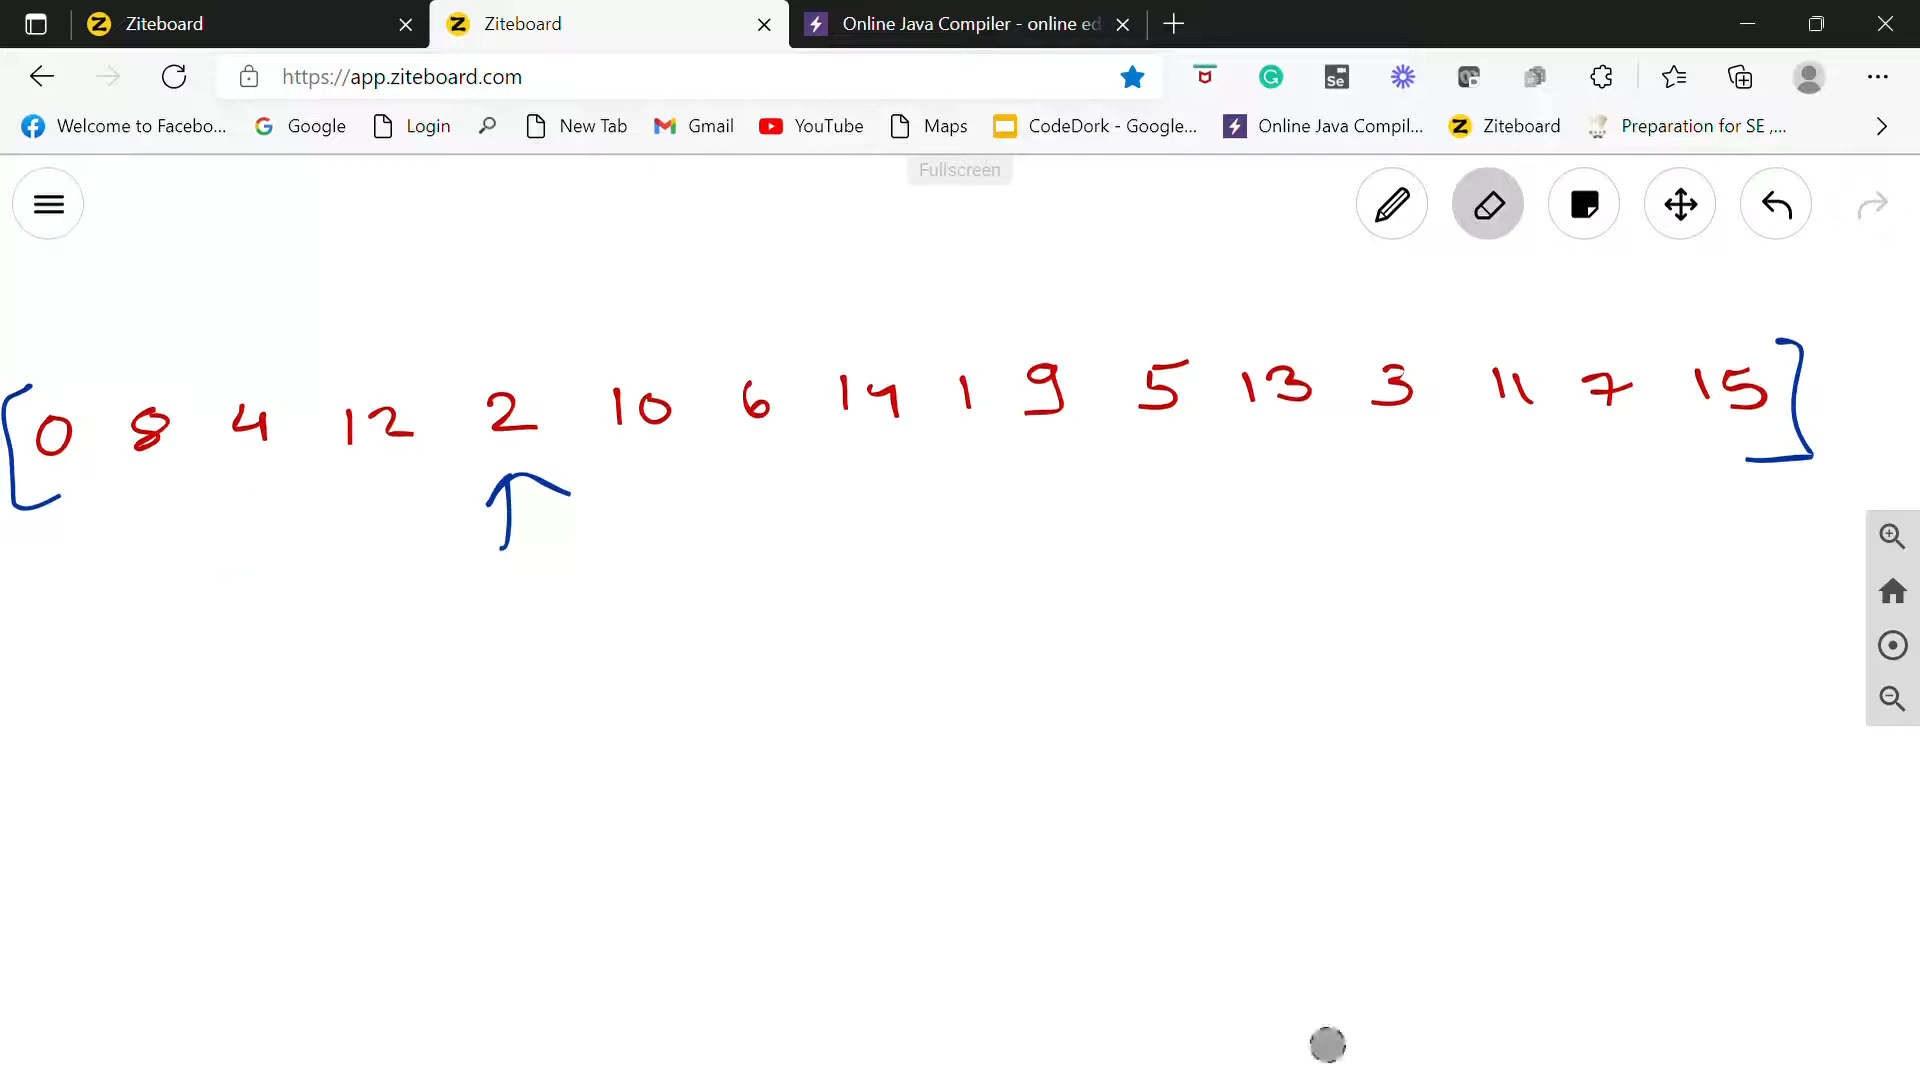 Ziteboard Ziteboard Online Java Compiler - online ed
https://app.ziteboard.com
Welcome to Facebo... Google Login New Tab Gmail YouTube Maps CodeDork - Google... Online Java Compil... Ziteboard Preparation for SE ,...
Fullscreen
[0 8 4 12 2 10 6 14 1 9 5 13 3 11 7 15]